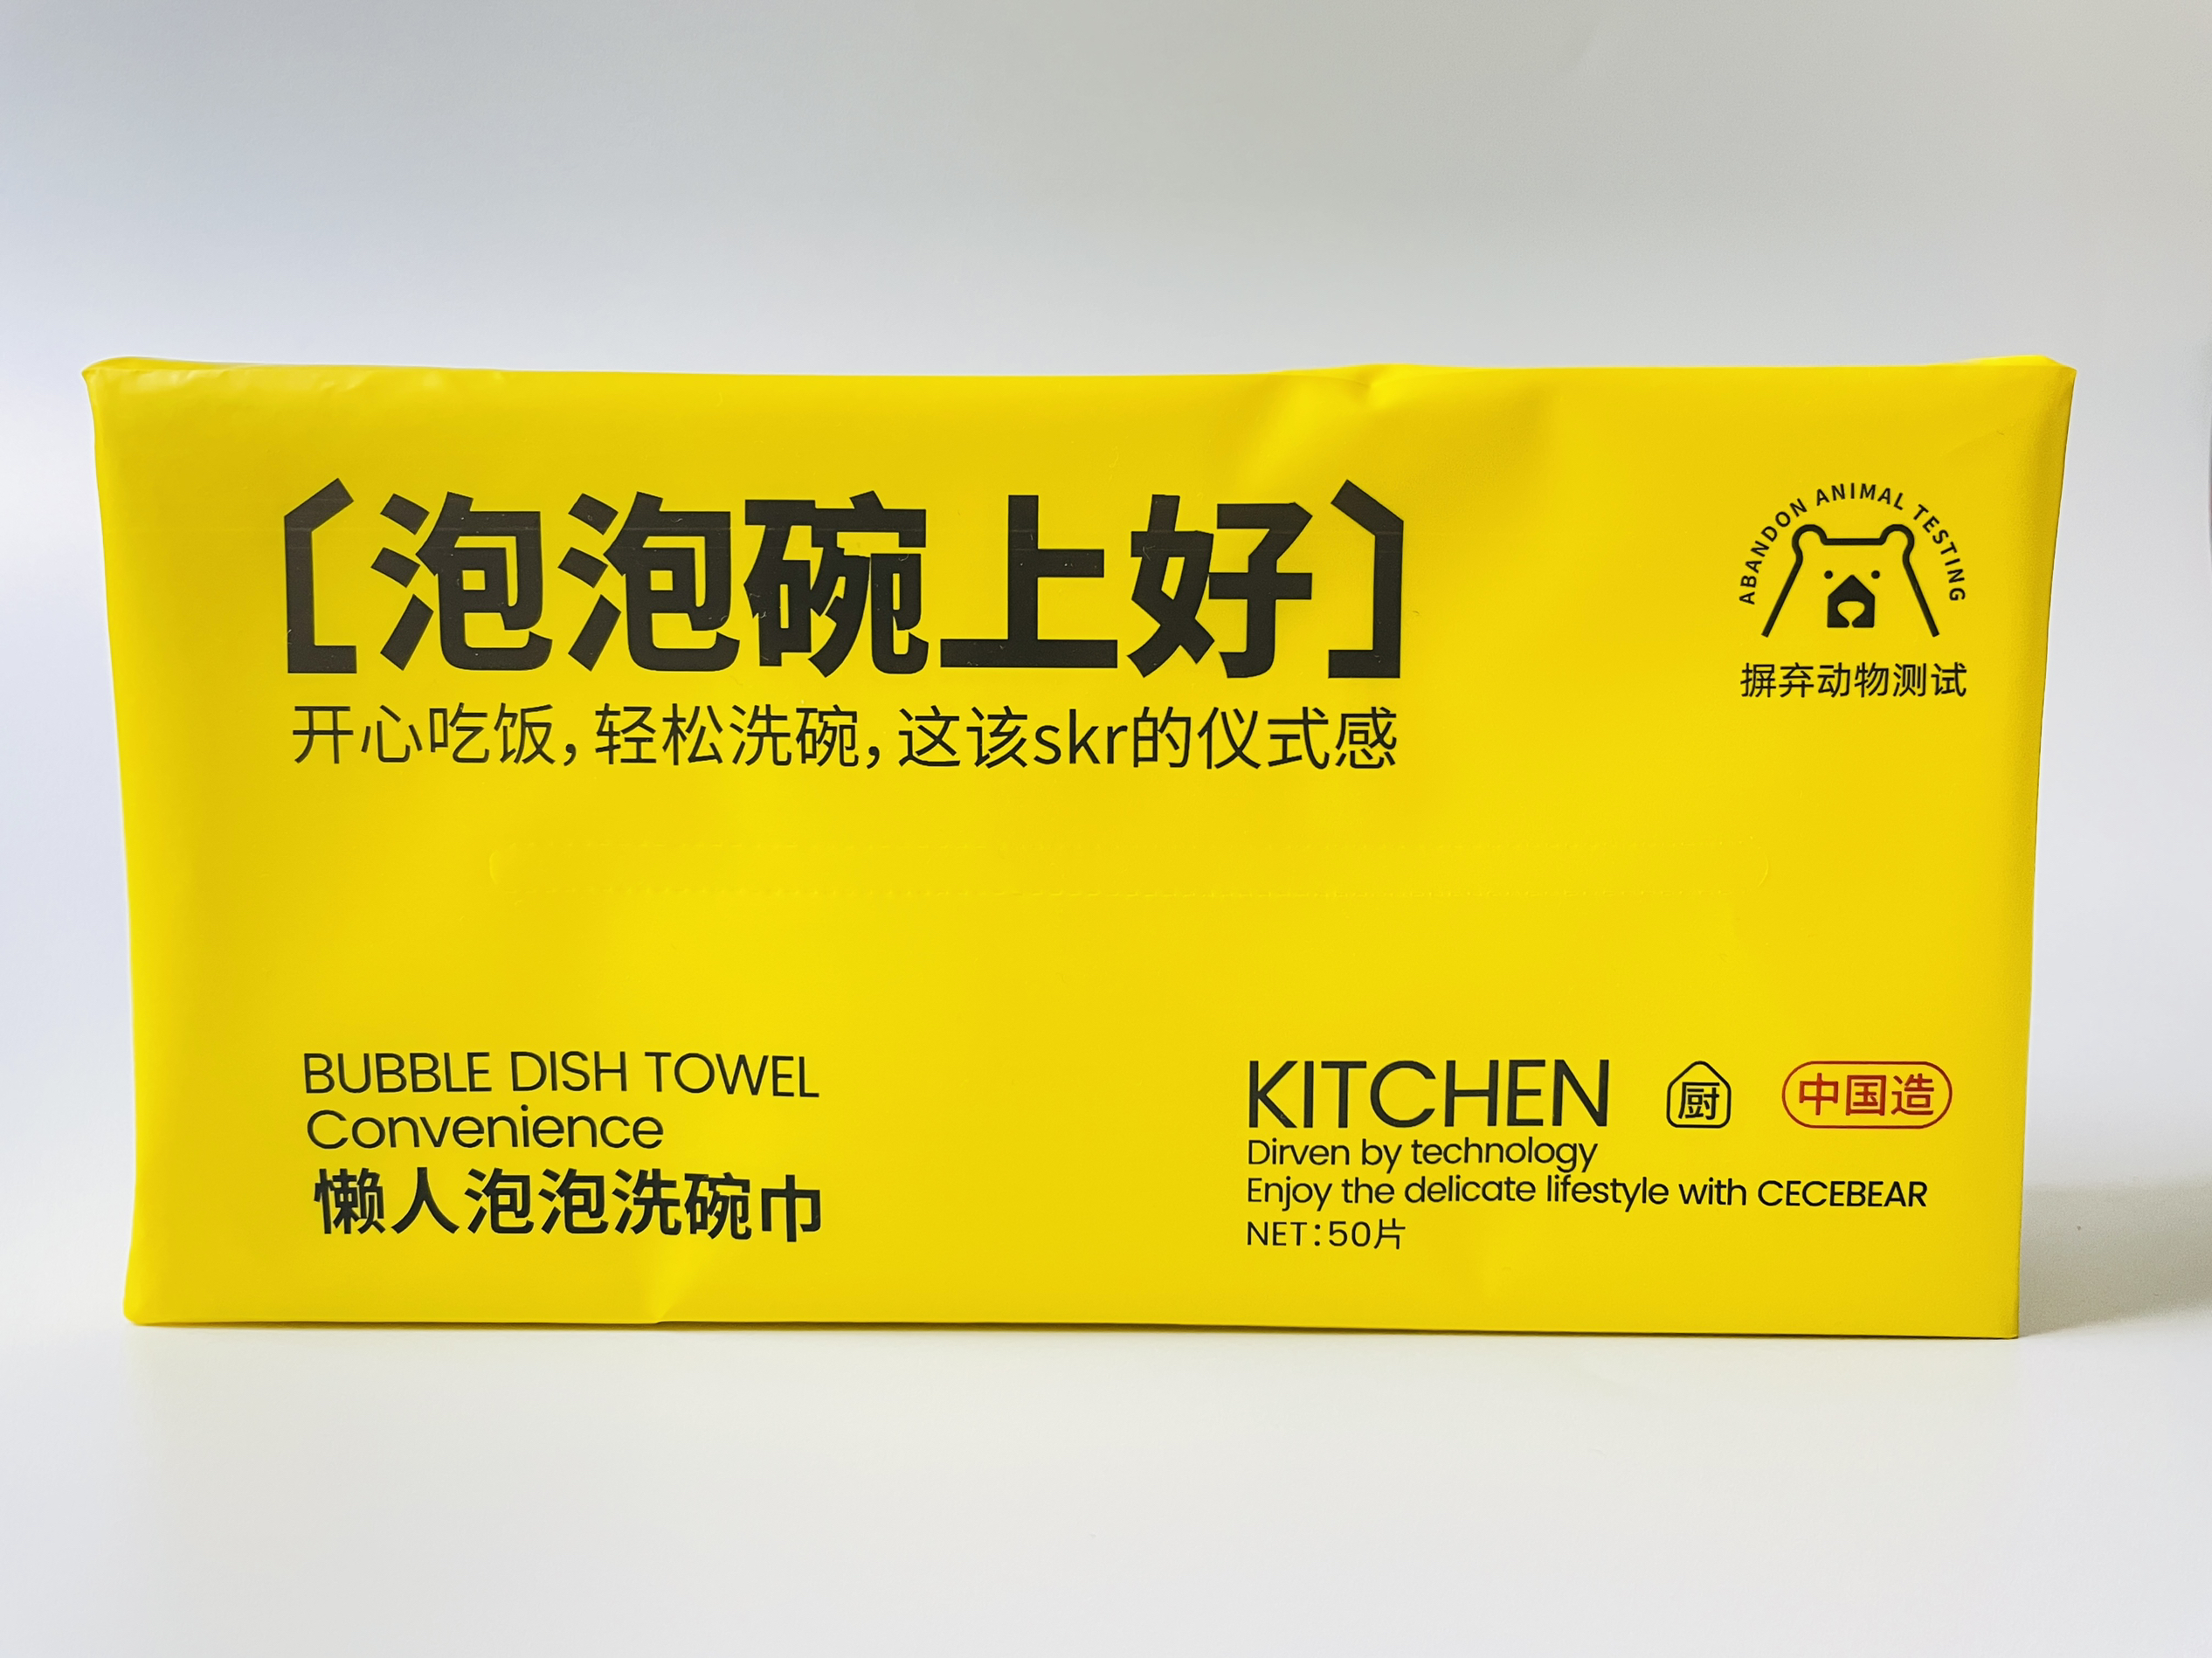 〔泡泡碗上好〕
开心吃饭,轻松洗碗,这该skr的仪式感
ABANDON ANIMAL TESTING
摒弃动物测试
BUBBLE DISH TOWEL
Convenience
懒人泡泡洗碗巾
KITCHEN 厨 中国造
Dirven by technology
Enjoy the delicate lifestyle with CECEBEAR
NET:50片